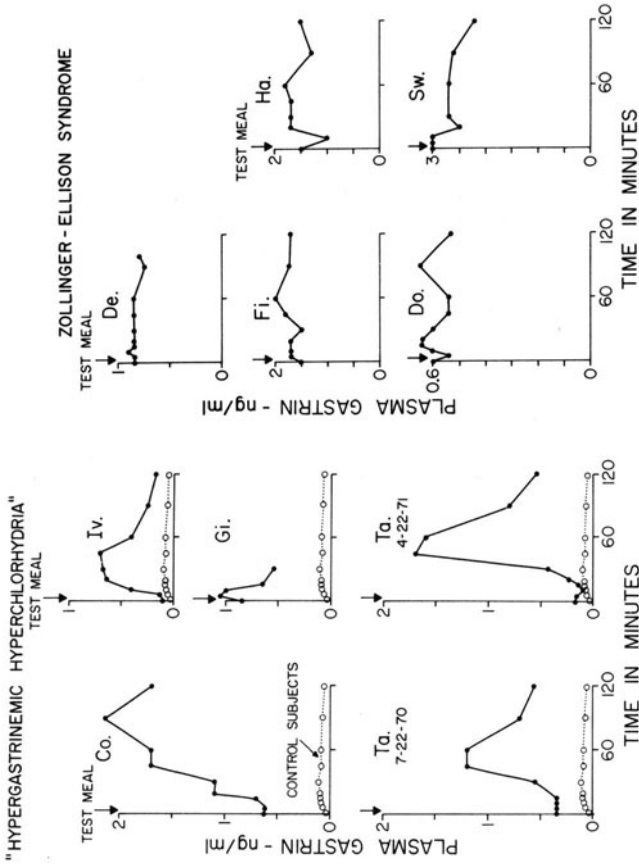 "HYPERGASTRINEMIC HYPERCHLORHYDRIA"
TEST MEAL
TEST MEAL
2
Co.
1
0
CONTROL SUBJECTS
1
Iv.
0
1
Gi.
0
2
Ta.
7-22-70
1
0
60
120
2
Ta.
4-22-71
1
0
60
120
PLASMA GASTRIN - ng/ml
TIME IN MINUTES
ZOLLINGER - ELLISON SYNDROME
TEST MEAL
1
De.
0
TEST MEAL
2
Fi.
0
2
Ha.
0
0.6
Do.
0
60
120
3
Sw.
0
60
120
PLASMA GASTRIN - ng/ml
TIME IN MINUTES